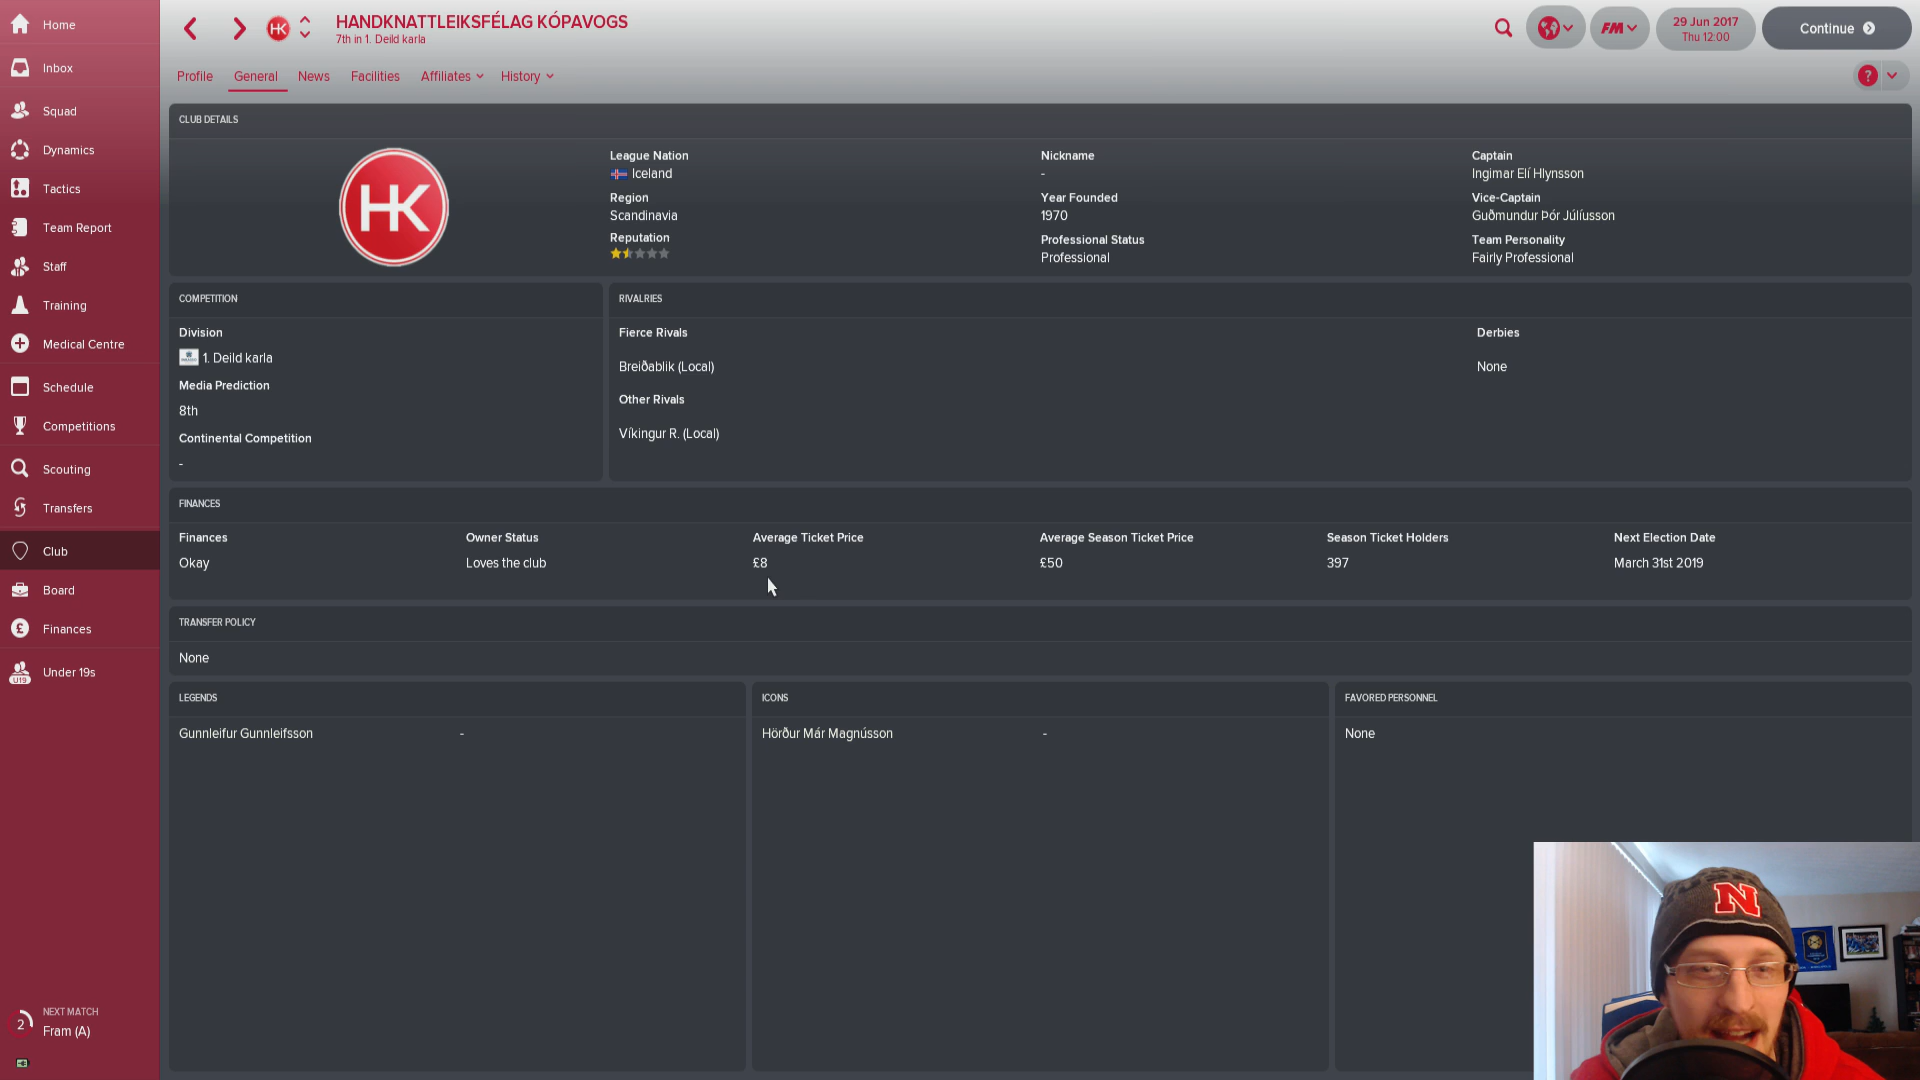 Home
Inbox
Squad
Dynamics
Tactics
Team Report
Staff
Training
Medical Centre
Schedule
Competitions
Scouting
Transfers
Club
Board
Finances
Under 19s
U19
NEXT MATCH
2
Fram (A)
HK
HANDKNATTLEIKSFÉLAG KÓPAVOGS
7th in 1. Deild karla
FM
29 Jun 2017
Thu 12:00
Continue
Profile
General
News
Facilities
Affiliates
History
?
CLUB DETAILS
HK
League Nation
Iceland
Region
Scandinavia
Reputation
Nickname
-
Year Founded
1970
Professional Status
Professional
Captain
Ingimar Elí Hlynsson
Vice-Captain
Guðmundur Þór Júlíusson
Team Personality
Fairly Professional
COMPETITION
Division
1. Deild karla
Media Prediction
8th
Continental Competition
-
RIVALRIES
Fierce Rivals
Breiðablik (Local)
Other Rivals
Víkingur R. (Local)
Derbies
None
FINANCES
Finances
Okay
Owner Status
Loves the club
Average Ticket Price
£8
Average Season Ticket Price
£50
Season Ticket Holders
397
Next Election Date
March 31st 2019
TRANSFER POLICY
None
LEGENDS
Gunnleifur Gunnleifsson -
ICONS
Hörður Már Magnússon -
FAVORED PERSONNEL
None
N